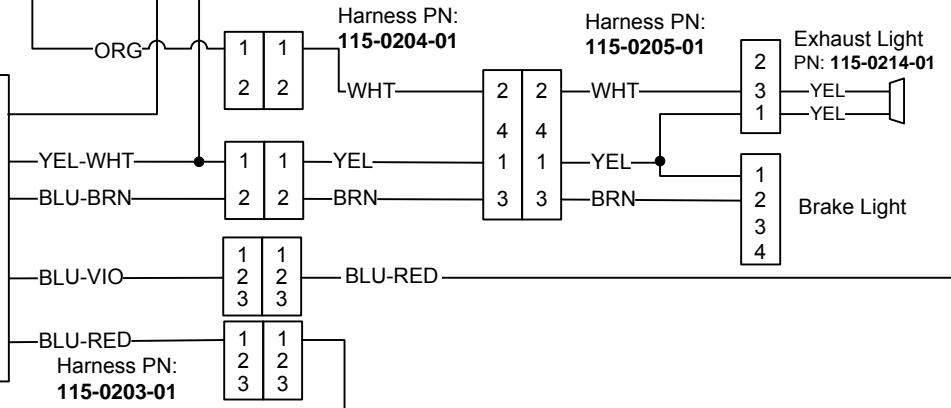 Harness PN:
115-0204-01
Harness PN:
115-0205-01
Exhaust Light
PN: 115-0214-01
ORG 1 1
2 2
WHT 2 2 WHT
4 4
1 1
3 3
2
3
1
YEL
YEL
YEL-WHT 1 1 YEL
YEL
BLU-BRN 2 2 BRN
BRN
1
2
3
4
Brake Light
BLU-VIO
1 1
2 2
3 3
BLU-RED
BLU-RED
1 1
2 2
3 3
Harness PN:
115-0203-01